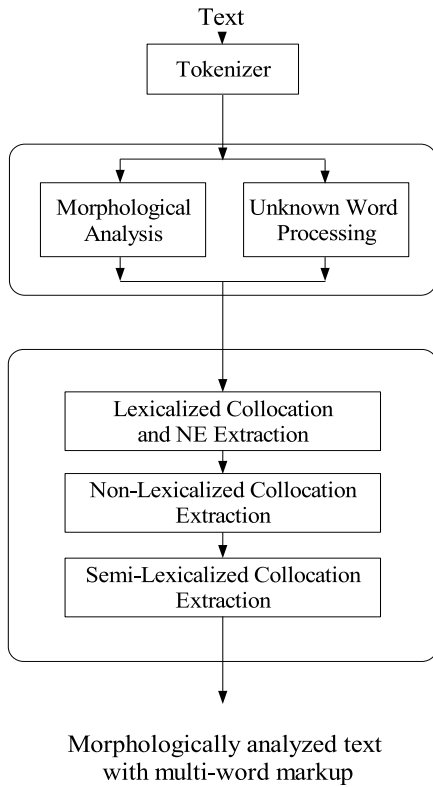 Text
Tokenizer
Morphological
Analysis
Unknown Word
Processing
Lexicalized Collocation
and NE Extraction
Non-Lexicalized Collocation
Extraction
Semi-Lexicalized Collocation
Extraction
Morphologically analyzed text
with multi-word markup